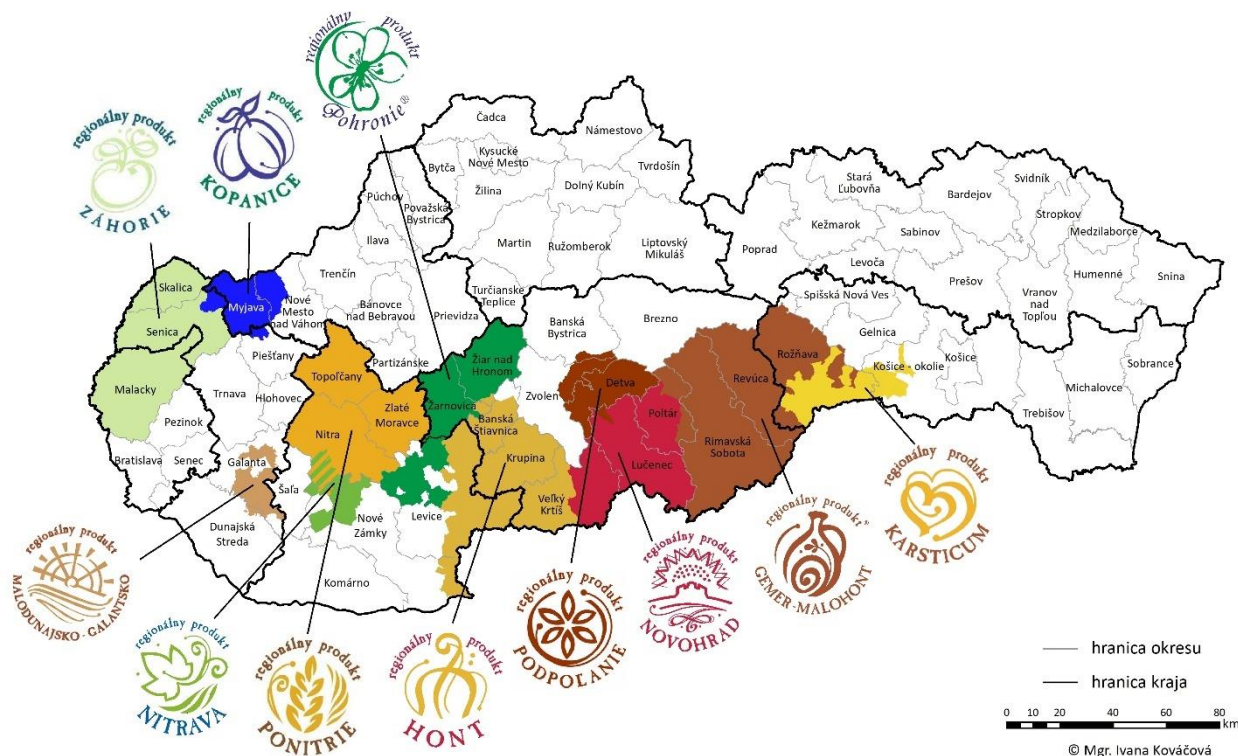 regionálny produkt
Pohronie®
regionálny produkt
KOPANICE
regionálny produkt
ZÁHORIE
Čadca
Námestovo
Kysucké
Nové Mesto
Bytča
Tvrdošín
Žilina
Dolný Kubín
Púchov
Považská
Bystrica
Ilava
Martin
Ružomberok
Liptovský
Mikuláš
Stará
Ľubovňa
Bardejov
Svidník
Stropkov
Medzilaborce
Kežmarok
Sabinov
Poprad
Levoča
Prešov
Humenné
Snina
Vranov
nad
Topľou
Skalica
Myjava
Nové
Mesto
nad Váhom
Trenčín
Bánovce
nad Bebravou
Prievidza
Turčianske
Teplice
Banská
Bystrica
Brezno
Spišská Nová Ves
Gelnica
Senica
Piešťany
Partizánske
Topoľčany
Žiar nad
Hronom
Rožňava
Košice - okolie
Košice
Sobrance
Malacky
Trnava
Hlohovec
Zlaté
Moravce
Žarnovica
Zvolen
Detva
Revúca
Michalovce
Trebišov
Pezinok
Nitra
Banská
Štiavnica
Poltár
Rimavská
Sobota
Bratislava
Senec
Galanta
Šaľa
Krupina
Lučenec
Veľký
Krtíš
Dunajská
Streda
Nové
Zámky
Levice
Komárno
regionálny produkt
MALODUNAJSKO - GALANTSKO
regionálny produkt
NITRAVA
regionálny produkt
PONITRIE
regionálny produkt
HONT
regionálny produkt
PODPOĽANIE
regionálny produkt
NOVOHRAD
regionálny produkt®
GEMER-MALOHONT
regionálny produkt
KARSTICUM
hranica okresu
hranica kraja
0 10 20 40 60 80
km
© Mgr. Ivana Kováčová